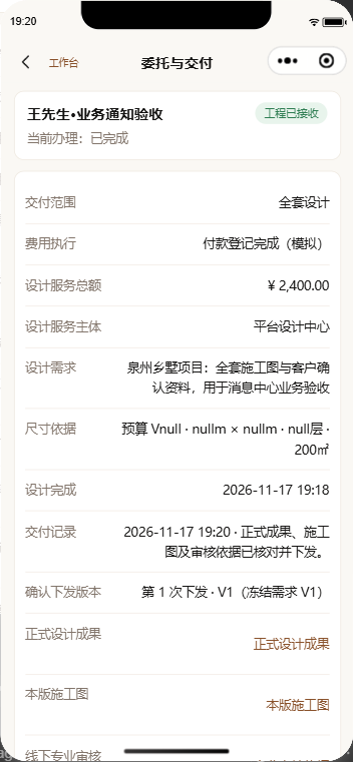 19:20
工作台
委托与交付
王先生•业务通知验收
工程已接收
当前办理：已完成
交付范围
全套设计
费用执行
付款登记完成（模拟）
设计服务总额
¥ 2,400.00
设计服务主体
平台设计中心
设计需求
泉州乡墅项目：全套施工图与客户确
认资料，用于消息中心业务验收
尺寸依据
预算 Vnull · nullm × nullm · null层 ·
200㎡
设计完成
2026-11-17 19:18
交付记录
2026-11-17 19:20 · 正式成果、施工
图及审核依据已核对并下发。
确认下发版本
第 1 次下发 · V1（冻结需求 V1）
正式设计成果
正式设计成果
本版施工图
本版施工图
线下专业审核